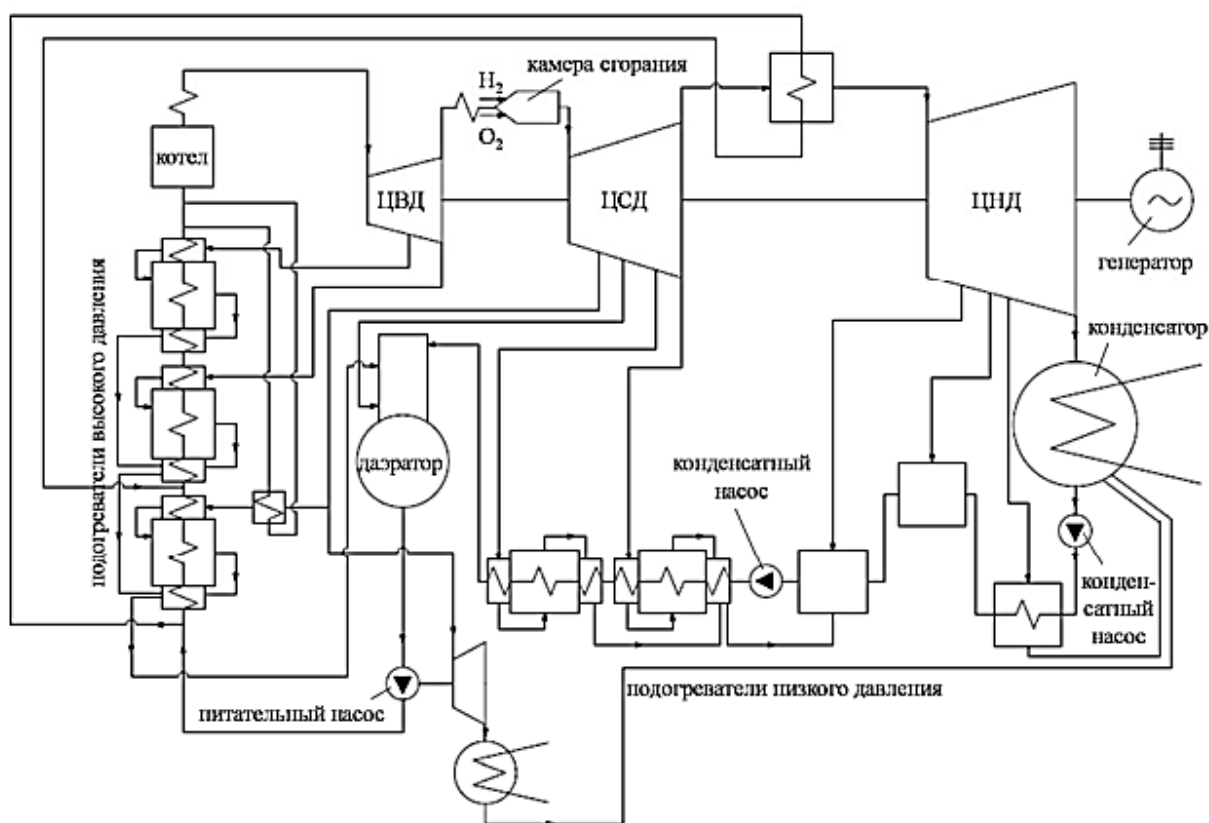 камера сгорания
H2
O2
котел
ЦВД
ЦСД
ЦНД
генератор
подогреватели высокого давления
конденсатор
даэратор
конденсатный
насос
конден-
сатный
насос
подогреватели низкого давления
питательный насос